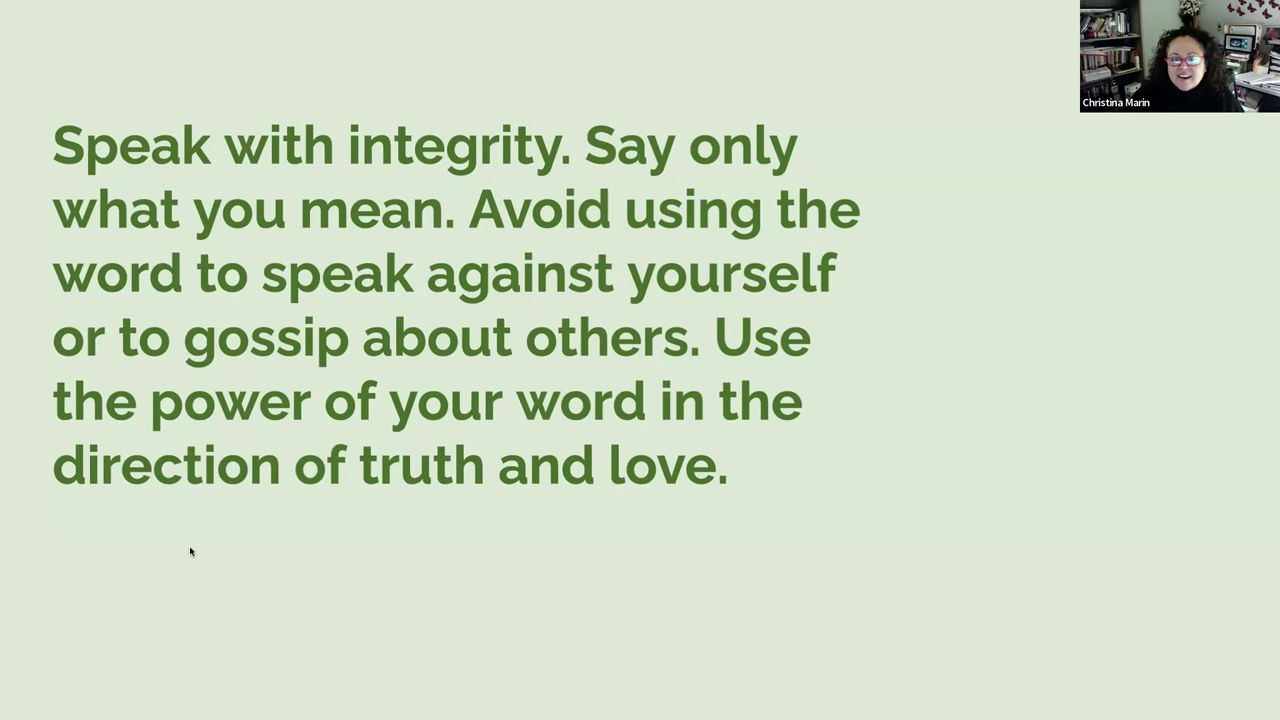 Christina Marin
Speak with integrity. Say only
what you mean. Avoid using the
word to speak against yourself
or to gossip about others. Use
the power of your word in the
direction of truth and love.